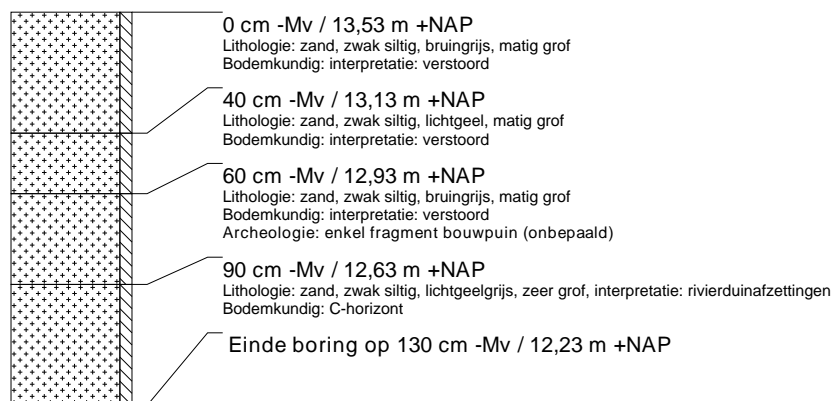 0 cm -Mv / 13,53 m +NAP
Lithologie: zand, zwak siltig, bruingrijs, matig grof
Bodemkundig: interpretatie: verstoord
40 cm -Mv / 13,13 m +NAP
Lithologie: zand, zwak siltig, lichtgeel, matig grof
Bodemkundig: interpretatie: verstoord
60 cm -Mv / 12,93 m +NAP
Lithologie: zand, zwak siltig, bruingrijs, matig grof
Bodemkundig: interpretatie: verstoord
Archeologie: enkel fragment bouwpuin (onbepaald)
90 cm -Mv / 12,63 m +NAP
Lithologie: zand, zwak siltig, lichtgeelgrijs, zeer grof, interpretatie: rivierduinafzettingen
Bodemkundig: C-horizont
Einde boring op 130 cm -Mv / 12,23 m +NAP